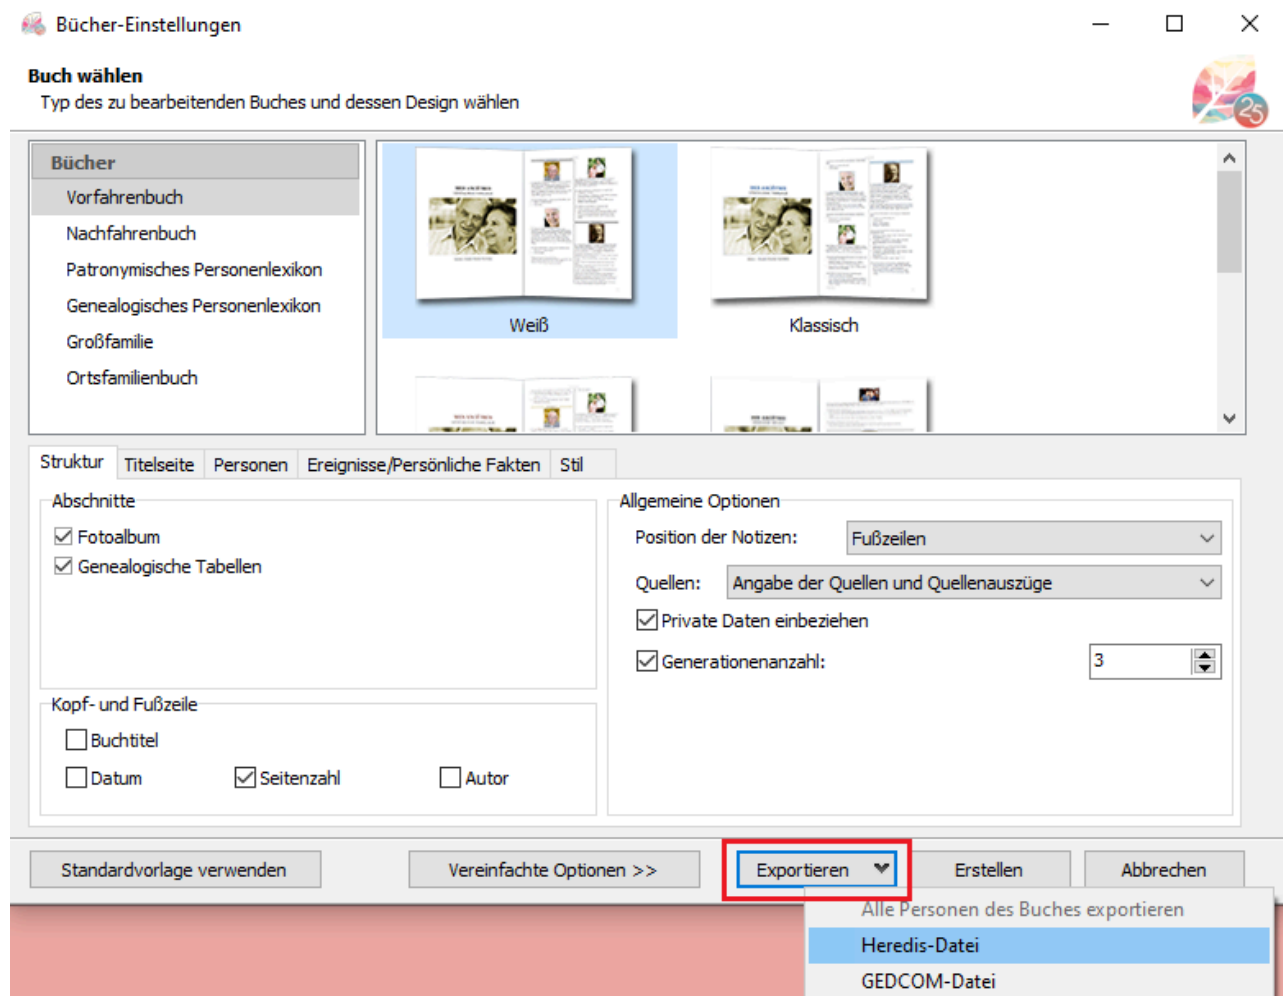 Bücher-Einstellungen
Buch wählen
Typ des zu bearbeitenden Buches und dessen Design wählen
25
Bücher
Vorfahrenbuch
Nachfahrenbuch
Patronymisches Personenlexikon
Genealogisches Personenlexikon
Großfamilie
Ortsfamilienbuch
Weiß
Klassisch
Struktur
Titelseite
Personen
Ereignisse/Persönliche Fakten
Stil
Abschnitte
Fotoalbum
Genealogische Tabellen
Kopf- und Fußzeile
Buchtitel
Datum
Seitenzahl
Autor
Allgemeine Optionen
Position der Notizen:
Fußzeilen
Quellen:
Angabe der Quellen und Quellenauszüge
Private Daten einbeziehen
Generationenanzahl:
3
Standardvorlage verwenden
Vereinfachte Optionen >>
Exportieren
Erstellen
Abbrechen
Alle Personen des Buches exportieren
Heredis-Datei
GEDCOM-Datei